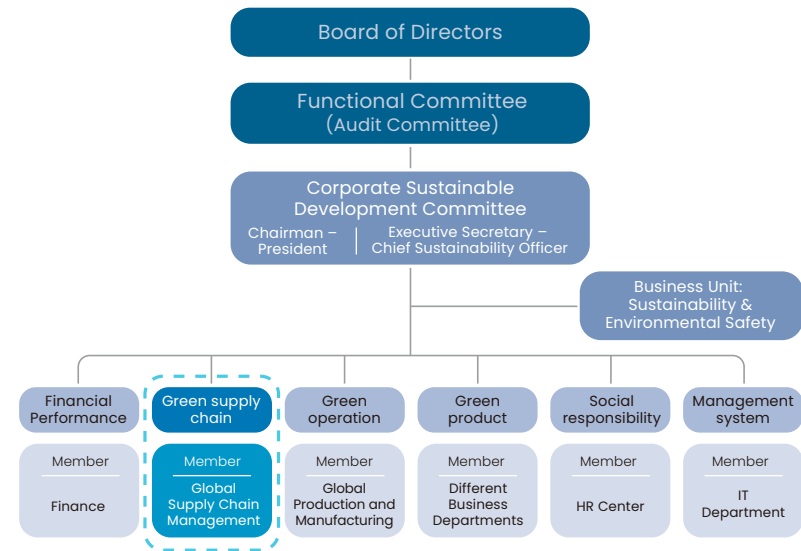 Board of Directors
Functional Committee
(Audit Committee)
Corporate Sustainable
Development Committee
Chairman –
President
Executive Secretary –
Chief Sustainability Officer
Business Unit:
Sustainability &
Environmental Safety
Financial
Performance
Green supply
chain
Green
operation
Green
product
Social
responsibility
Management
system
Member
Finance
Member
Global
Supply Chain
Management
Member
Global
Production and
Manufacturing
Member
Different
Business
Departments
Member
HR Center
Member
IT
Department